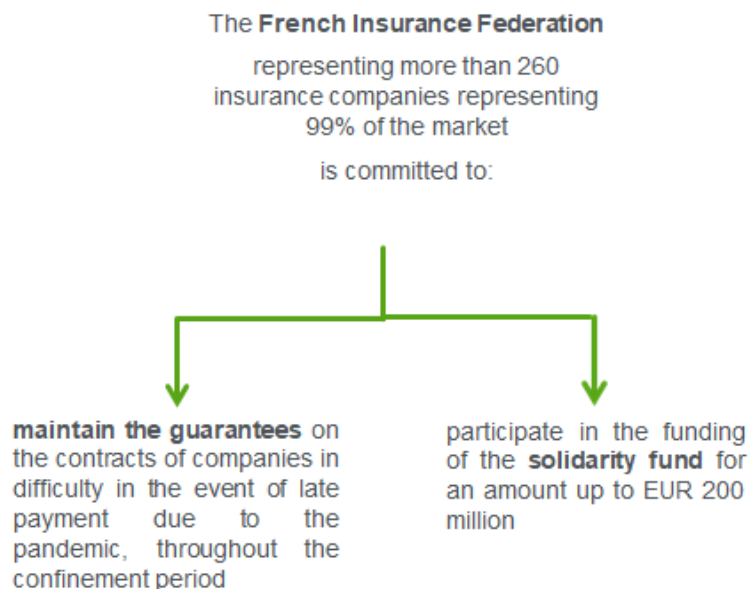 The French Insurance Federation
representing more than 260
insurance companies representing
99% of the market
is committed to:
maintain the guarantees on
the contracts of companies in
difficulty in the event of late
payment due to the
pandemic, throughout the
confinement period
participate in the funding
of the solidarity fund for
an amount up to EUR 200
million